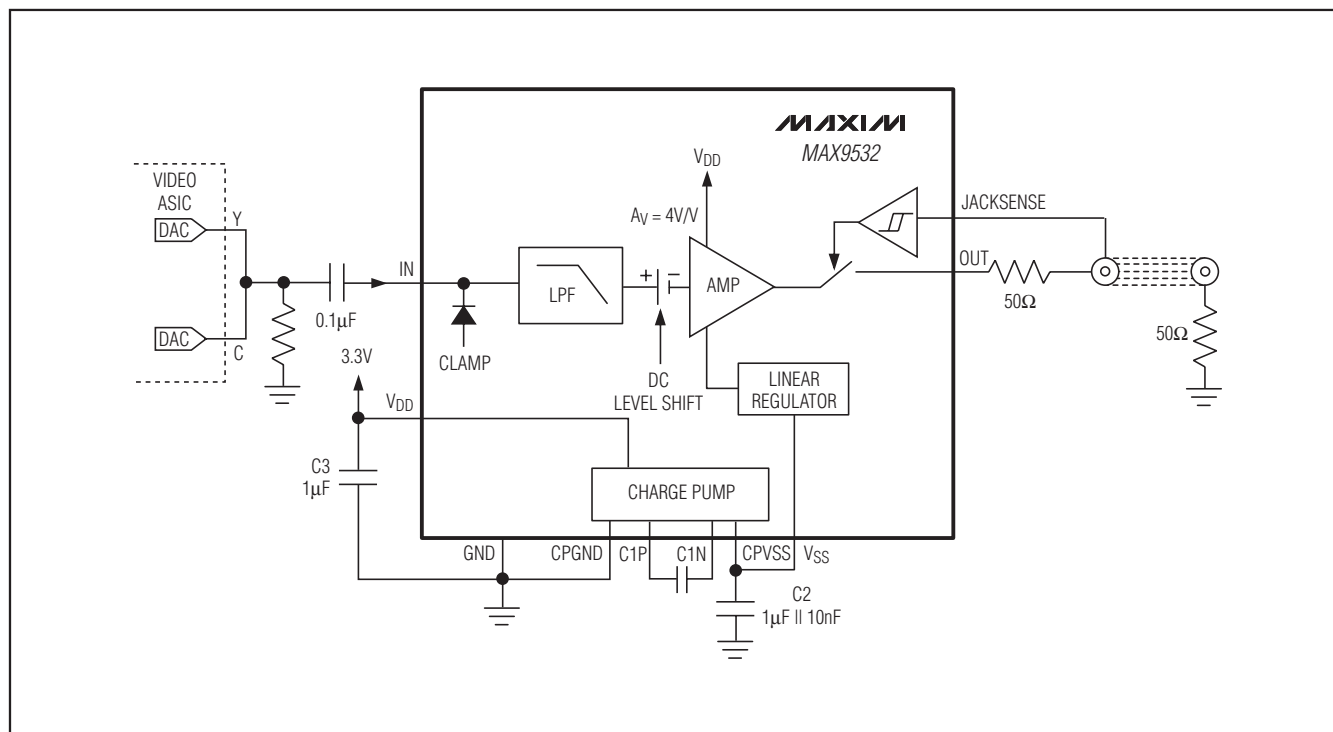 MAXIM
MAX9532
VDD
JACKSENSE
VIDEO
ASIC
Y
DAC
AV = 4V/V
OUT
IN
LPF
+ −
AMP
50Ω
0.1µF
DAC
C
CLAMP
50Ω
3.3V
DC
LEVEL SHIFT
LINEAR
REGULATOR
VDD
C3
1µF
CHARGE PUMP
GND
CPGND
C1P
C1N
CPVSS
VSS
C2
1µF II 10nF